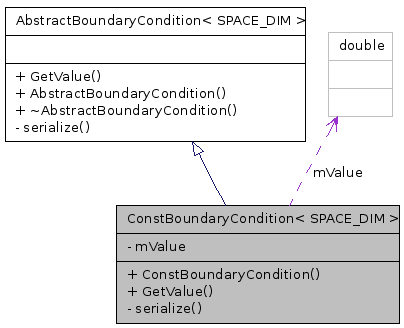 AbstractBoundaryCondition< SPACE_DIM >
+ GetValue()
+ AbstractBoundaryCondition()
+ ~AbstractBoundaryCondition()
- serialize()
double
mValue
ConstBoundaryCondition< SPACE_DIM >
- mValue
+ ConstBoundaryCondition()
+ GetValue()
- serialize()